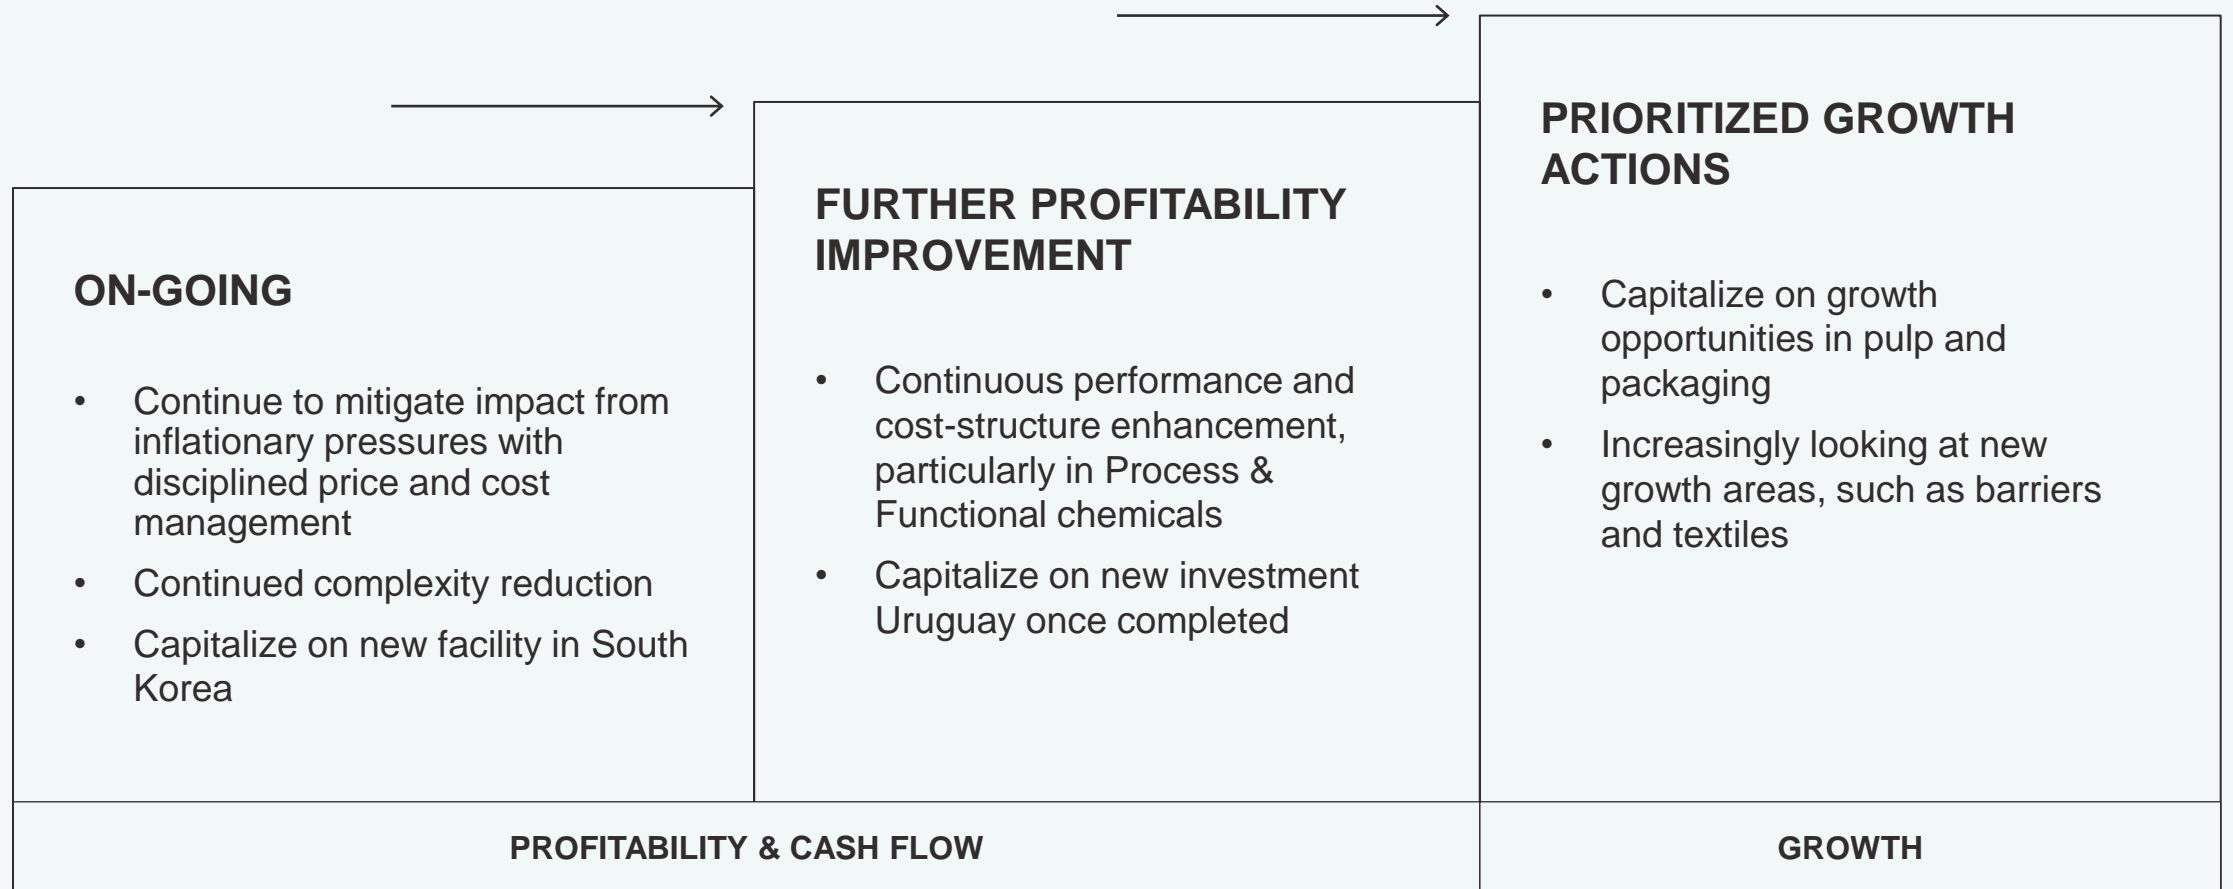 ON-GOING
• Continue to mitigate impact from
inflationary pressures with
disciplined price and cost
management
• Continued complexity reduction
• Capitalize on new facility in South
Korea
FURTHER PROFITABILITY
IMPROVEMENT
• Continuous performance and
cost-structure enhancement,
particularly in Process &
Functional chemicals
• Capitalize on new investment
Uruguay once completed
PRIORITIZED GROWTH
ACTIONS
• Capitalize on growth
opportunities in pulp and
packaging
• Increasingly looking at new
growth areas, such as barriers
and textiles
PROFITABILITY & CASH FLOW
GROWTH